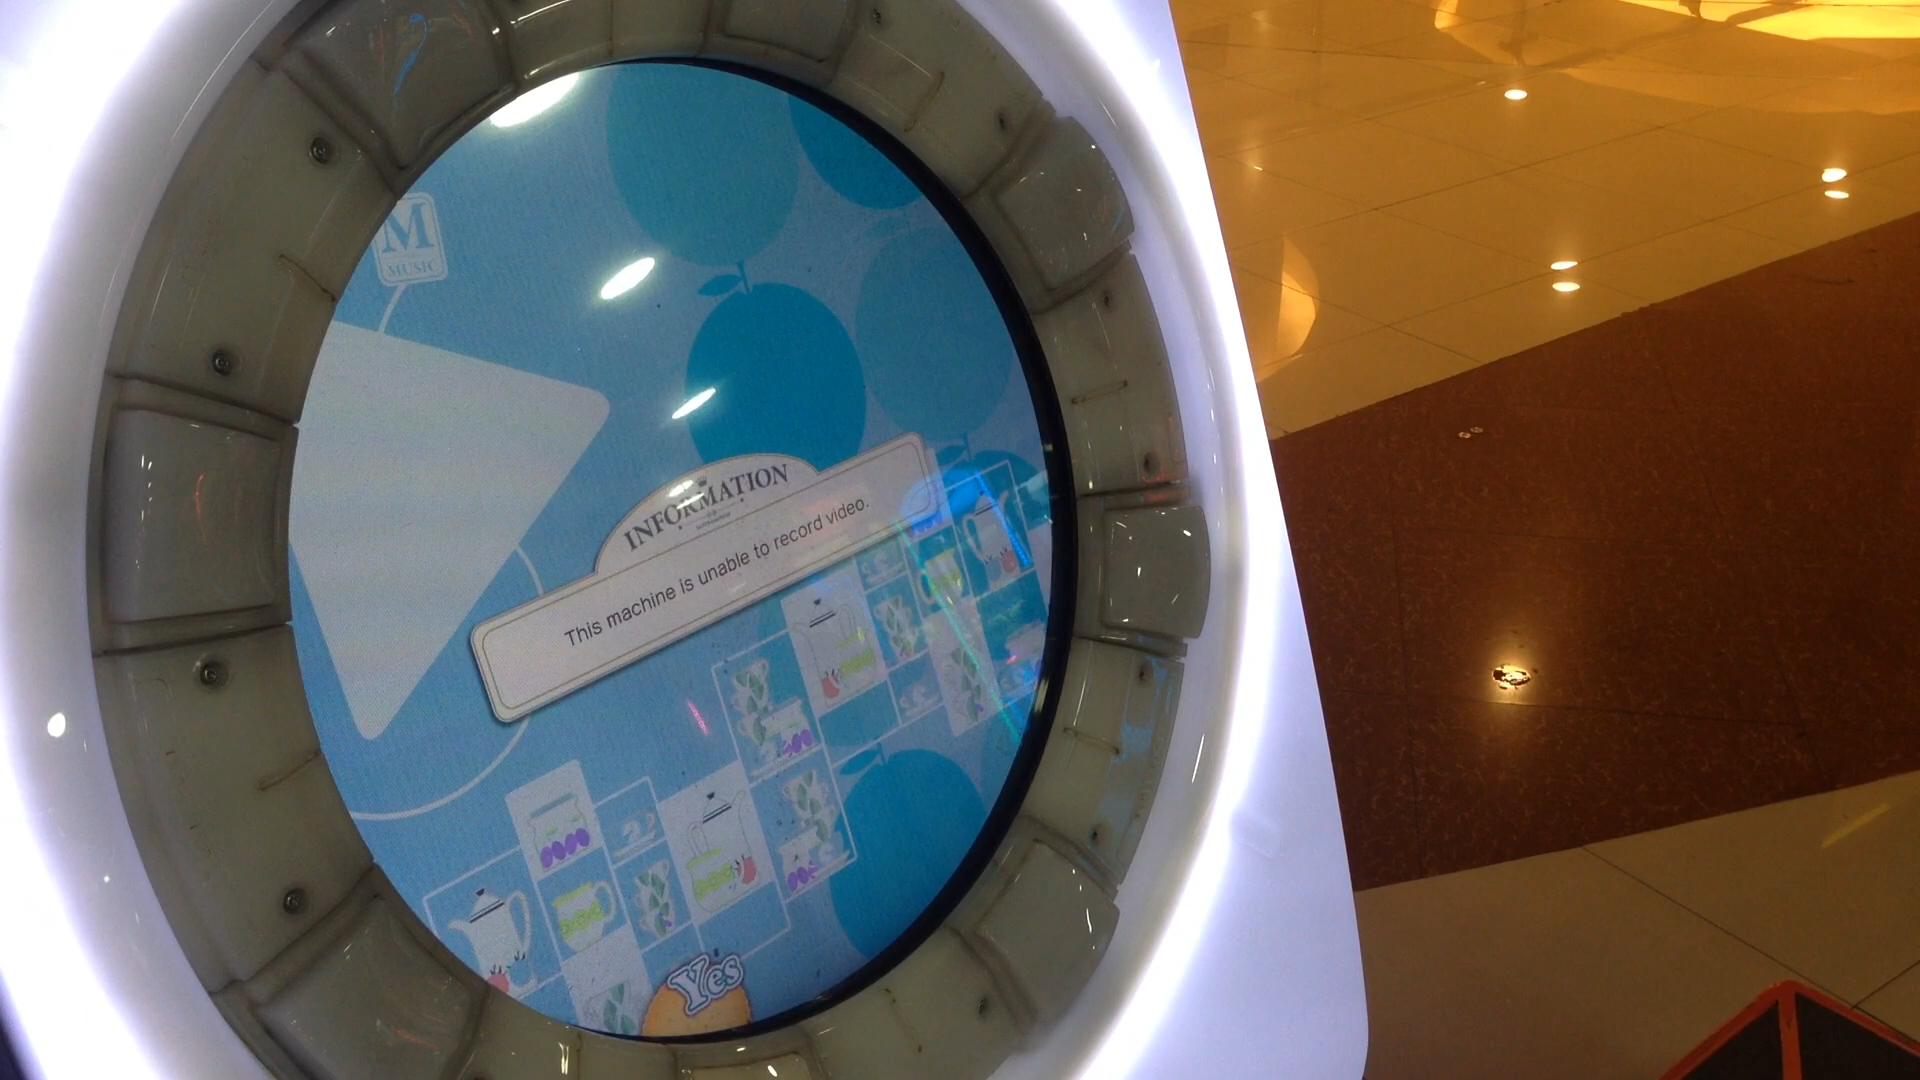 M
MUSIC
INFORMATION
This machine is unable to record video.
Yes